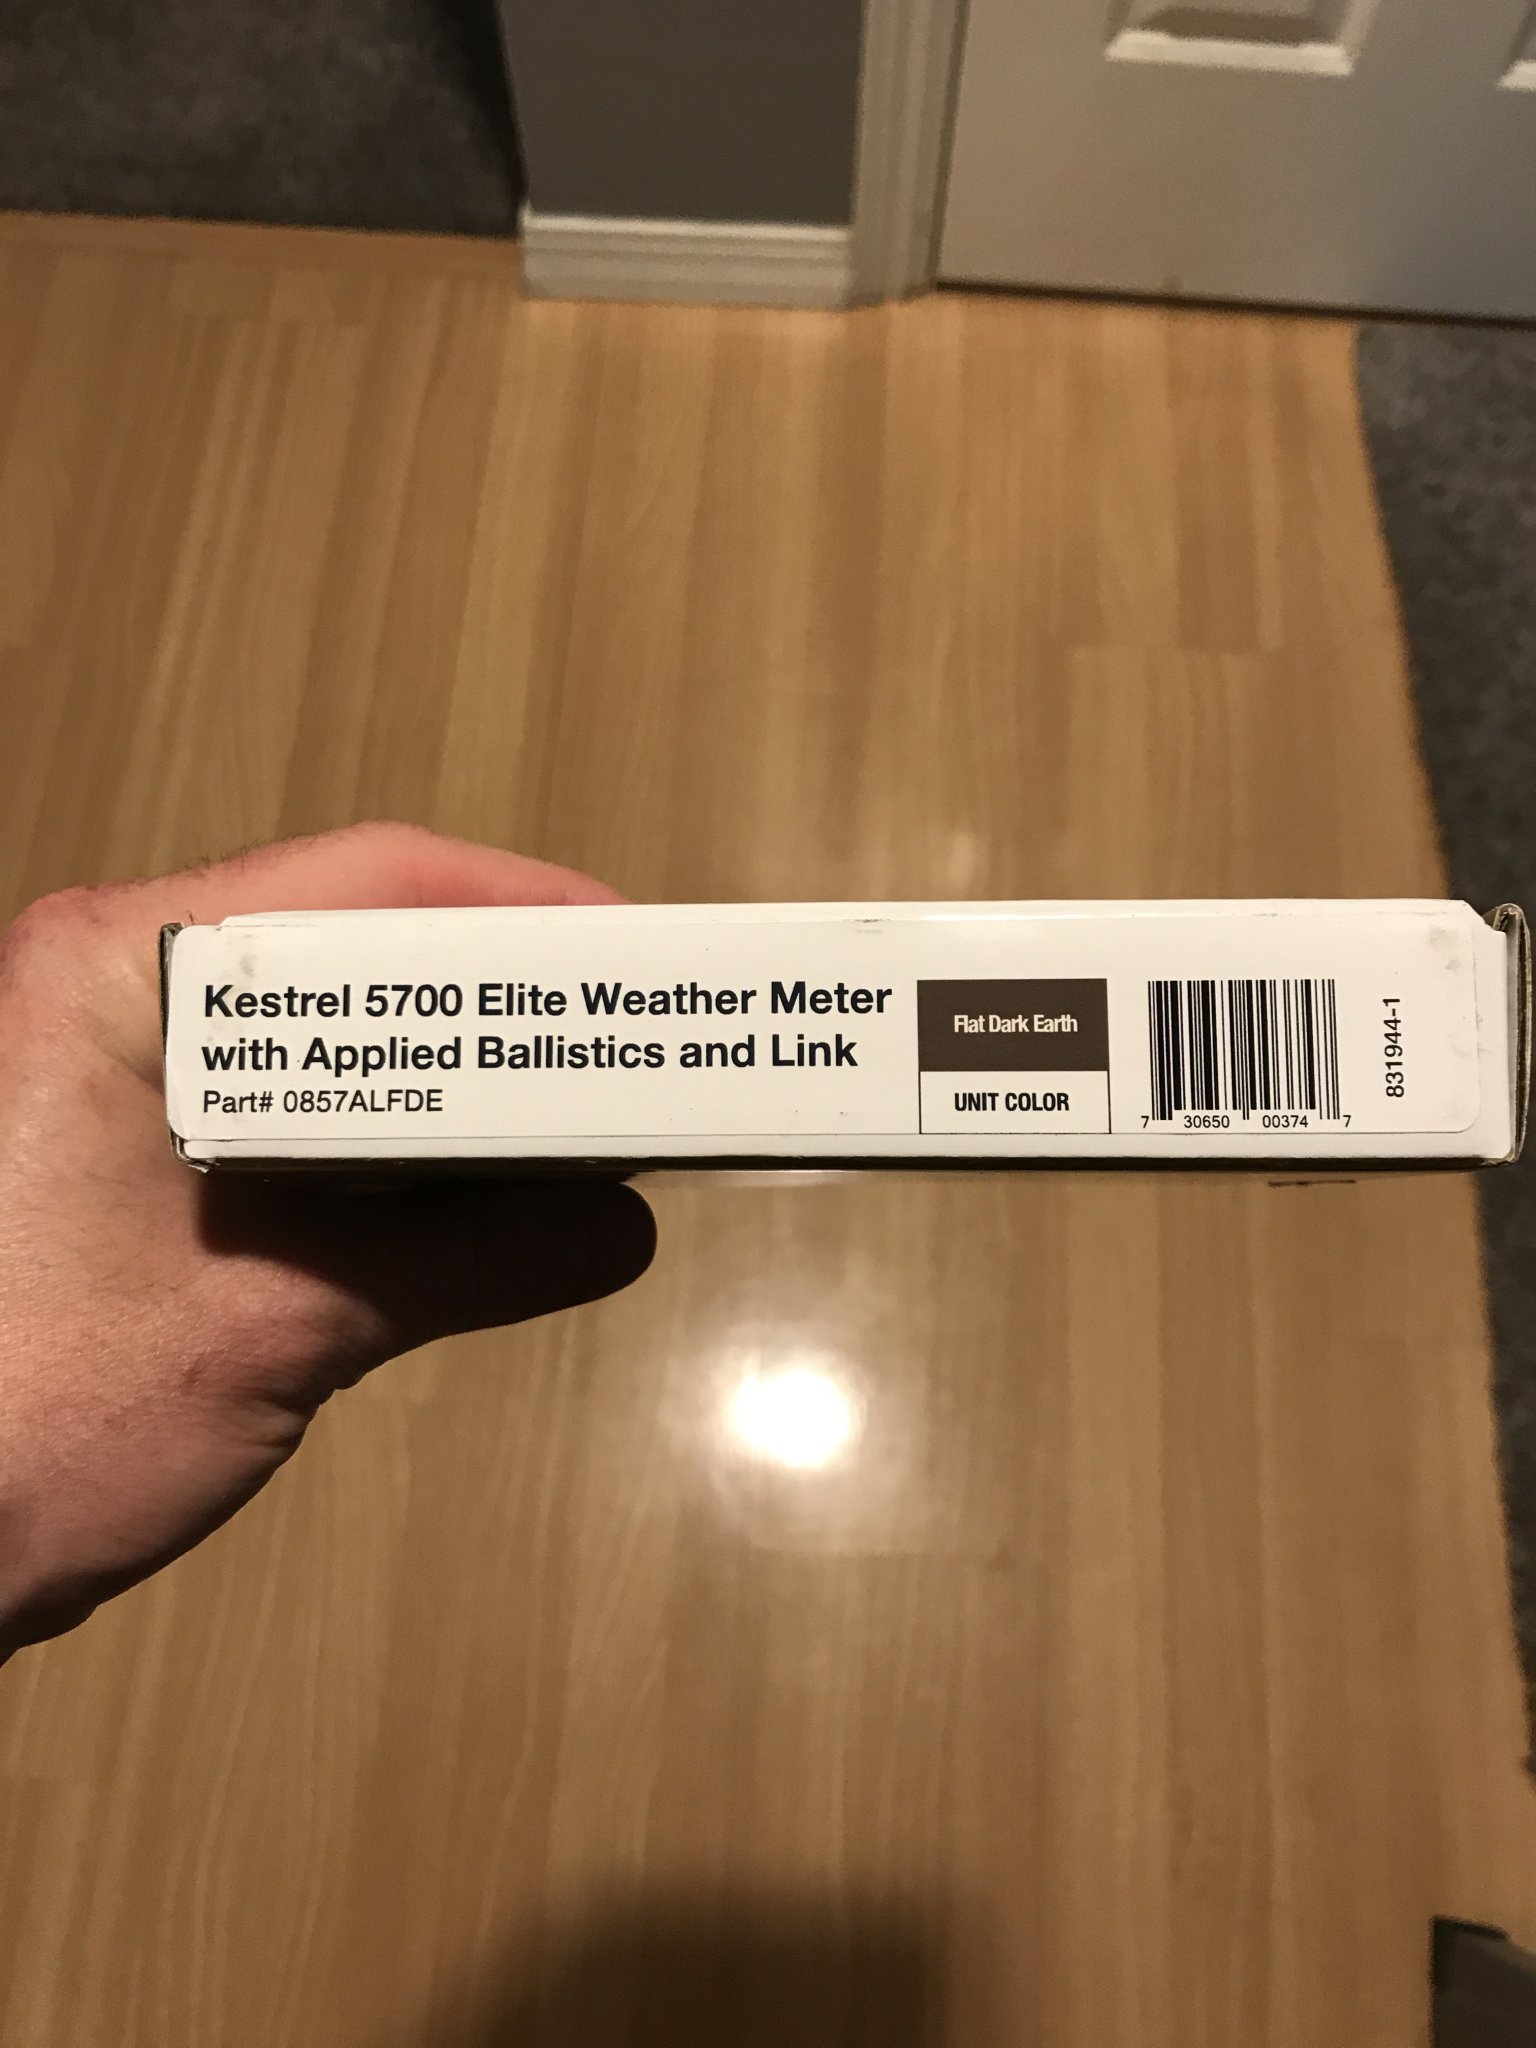 Kestrel 5700 Elite Weather Meter
with Applied Ballistics and Link
Part# 0857ALFDE
Flat Dark Earth
UNIT COLOR
7 30650 00374 7
831944-1